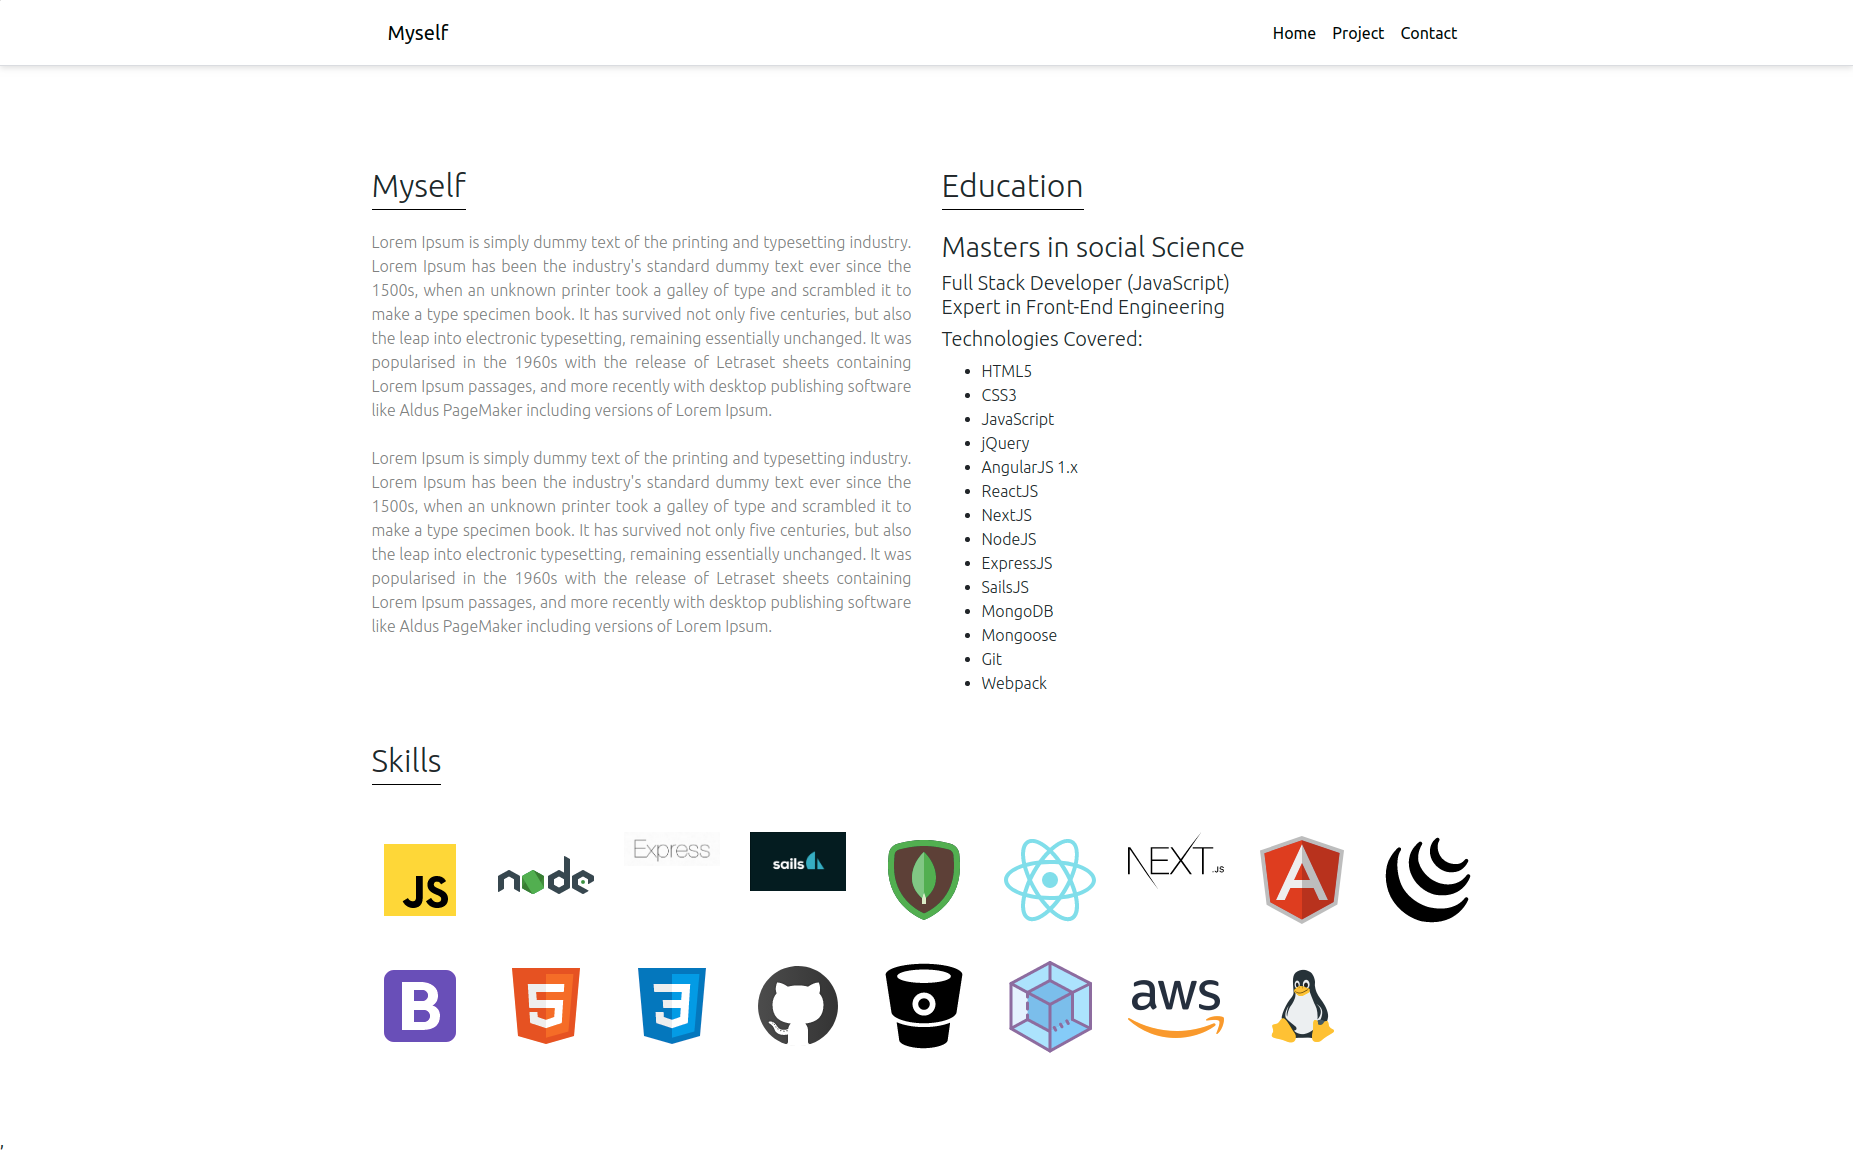 Myself
Home Project Contact
Myself
Lorem Ipsum is simply dummy text of the printing and typesetting industry.
Lorem Ipsum has been the industry's standard dummy text ever since the
1500s, when an unknown printer took a galley of type and scrambled it to
make a type specimen book. It has survived not only five centuries, but also
the leap into electronic typesetting, remaining essentially unchanged. It was
popularised in the 1960s with the release of Letraset sheets containing
Lorem Ipsum passages, and more recently with desktop publishing software
like Aldus PageMaker including versions of Lorem Ipsum.
Lorem Ipsum is simply dummy text of the printing and typesetting industry.
Lorem Ipsum has been the industry's standard dummy text ever since the
1500s, when an unknown printer took a galley of type and scrambled it to
make a type specimen book. It has survived not only five centuries, but also
the leap into electronic typesetting, remaining essentially unchanged. It was
popularised in the 1960s with the release of Letraset sheets containing
Lorem Ipsum passages, and more recently with desktop publishing software
like Aldus PageMaker including versions of Lorem Ipsum.
Education
Masters in social Science
Full Stack Developer (JavaScript)
Expert in Front-End Engineering
Technologies Covered:
• HTML5
• CSS3
• JavaScript
• jQuery
• AngularJS 1.x
• ReactJS
• NextJS
• NodeJS
• ExpressJS
• SailsJS
• MongoDB
• Mongoose
• Git
• Webpack
Skills
JS
node
Express
sails
NEXT.JS
A
B
5
3
aws
,